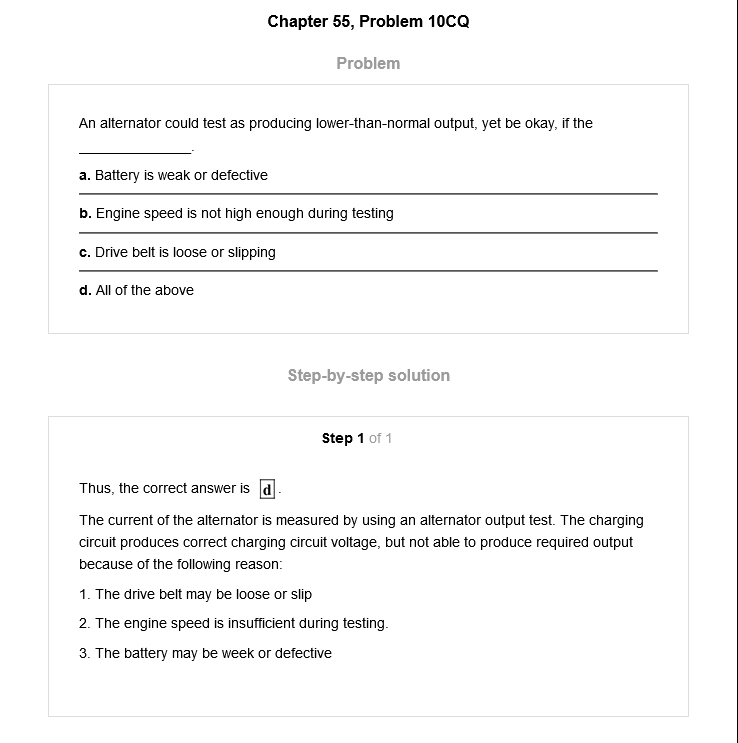 Chapter 55, Problem 10CQ
Problem
An alternator could test as producing lower-than-normal output, yet be okay, if the
______________.
a. Battery is weak or defective
b. Engine speed is not high enough during testing
c. Drive belt is loose or slipping
d. All of the above
Step-by-step solution
Step 1 of 1
Thus, the correct answer is d.
The current of the alternator is measured by using an alternator output test. The charging
circuit produces correct charging circuit voltage, but not able to produce required output
because of the following reason:
1. The drive belt may be loose or slip
2. The engine speed is insufficient during testing.
3. The battery may be week or defective